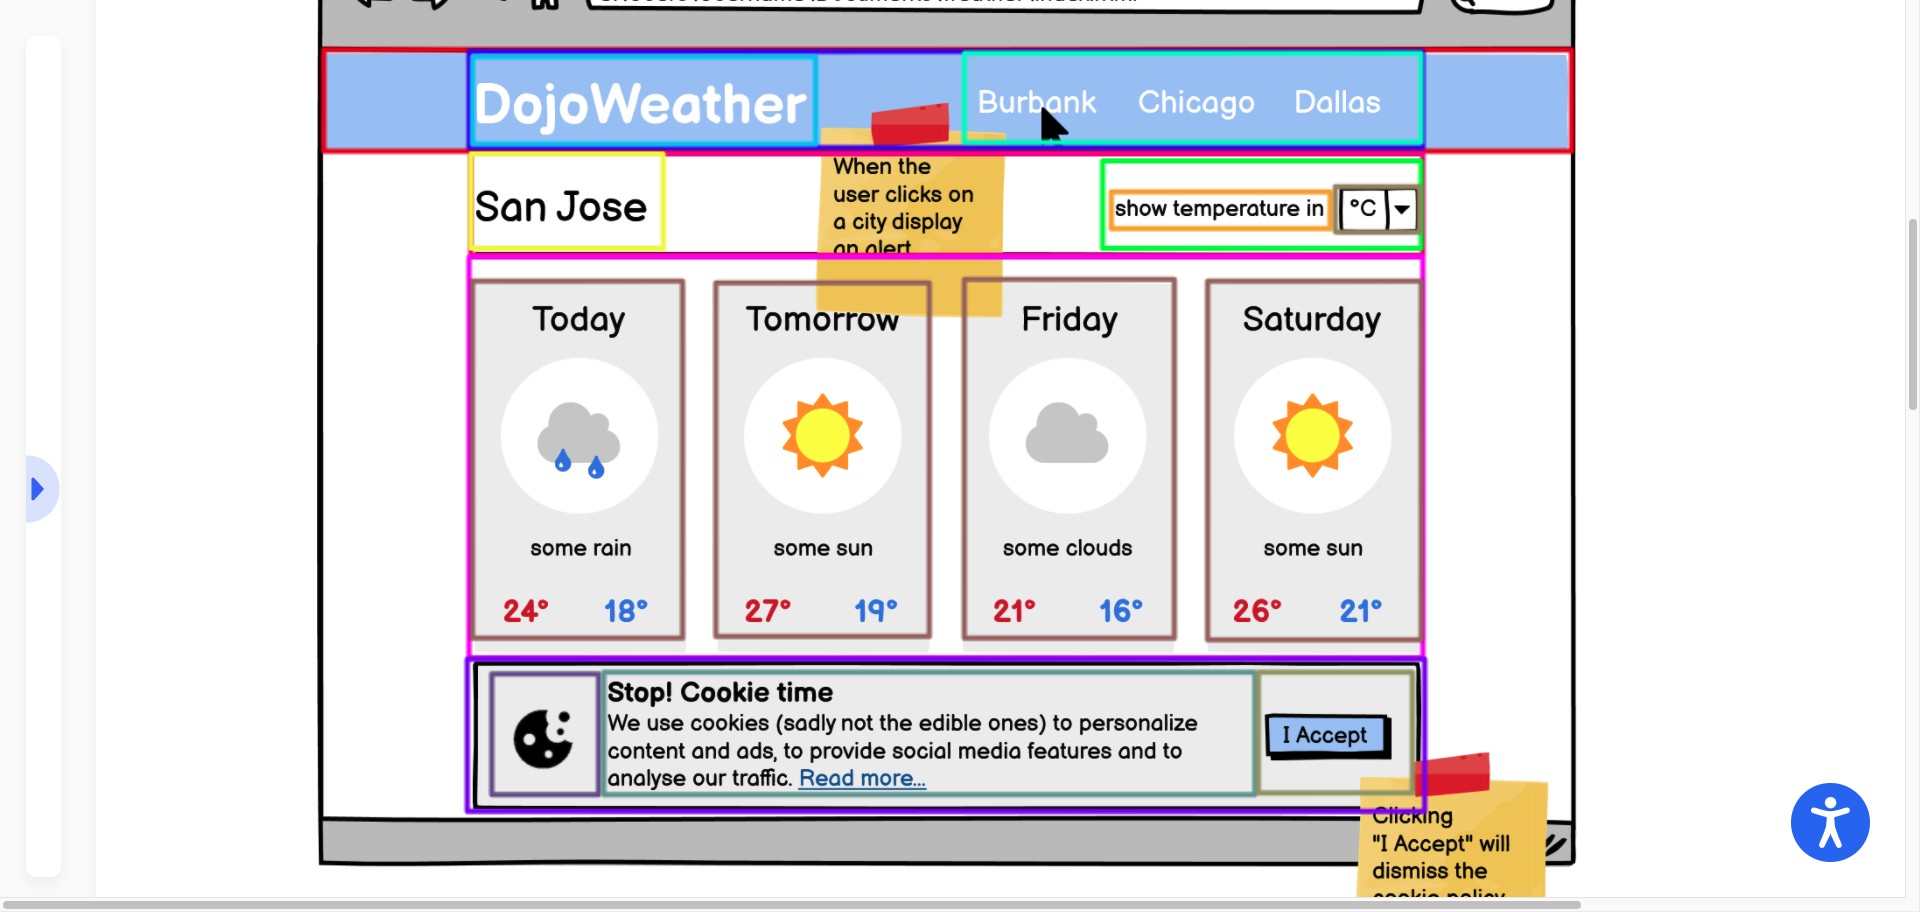 DojoWeather
Burbank Chicago Dallas
When the
user clicks on
a city display
an alert
San Jose
show temperature in °C
Today
Tomorrow
Friday
Saturday
some rain
some sun
some clouds
some sun
24° 18°
27° 19°
21° 16°
26° 21°
Stop! Cookie time
We use cookies (sadly not the edible ones) to personalize
content and ads, to provide social media features and to
analyse our traffic. Read more...
I Accept
Clicking
"I Accept" will
dismiss the
cookie policy